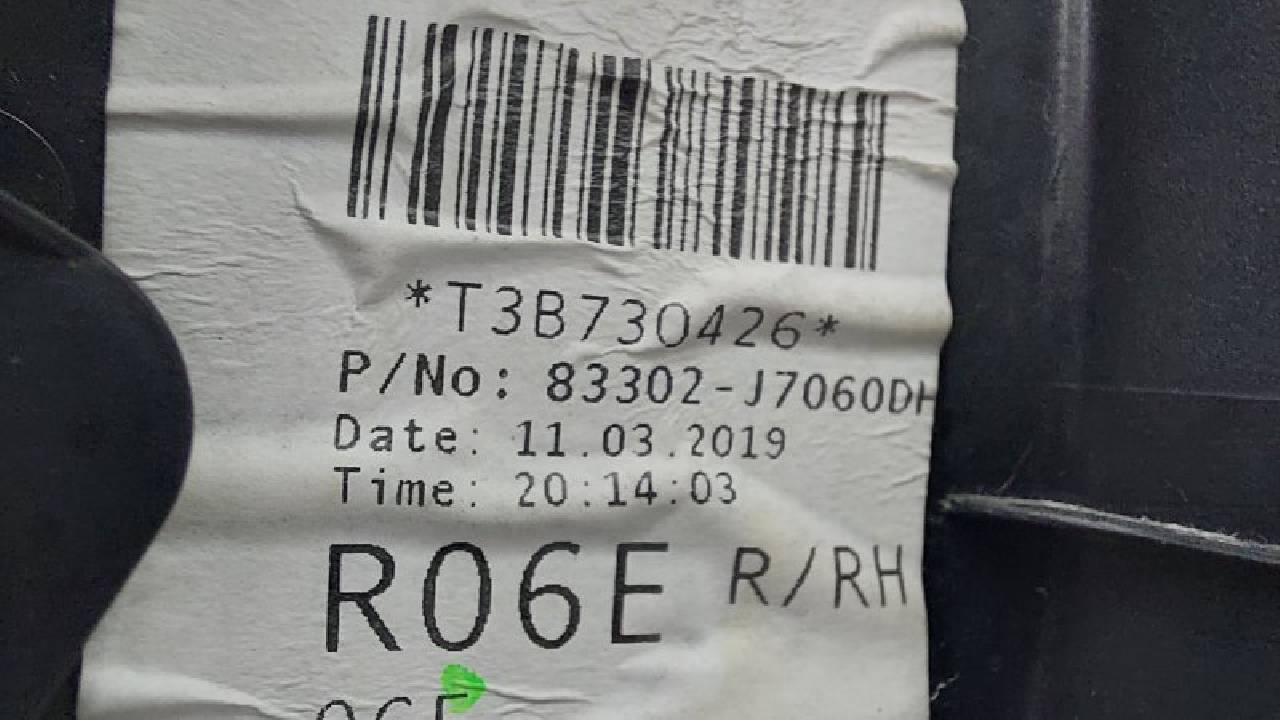 *T3B730426*
P/No: 83302-J7060DH
Date: 11.03.2019
Time: 20:14:03
R06E R/RH